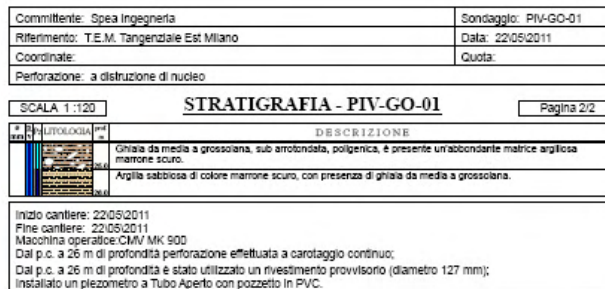 Committente: Spea Ingegneria
Sondaggio: PIV-GO-01
Riferimento: T.E.M. Tangenziale Est Milano
Data: 22\05\2011
Coordinate:
Quota:
Perforazione: a distruzione di nucleo
SCALA 1 :120
STRATIGRAFIA - PIV-GO-01
Pagina 2/2
LITOLOGIA
DESCRIZIONE
Ghiaia da media a grossolana, sub arrotondata, poligenica, è presente un'abbondante matrice argillosa
marrone scuro.
25.0
Argilla sabbiosa di colore marrone scuro, con presenza di ghiaia da media a grossolana.
Inizio cantiere: 22\05\2011
Fine cantiere: 22\05\2011
Macchina operatice:CMV MK 900
Dal p.c. a 26 m di profondità perforazione effettuata a carotaggio continuo;
Dal p.c. a 26 m di profondità è stato utilizzato un rivestimento provvisorio (diametro 127 mm);
Installato un piezometro a Tubo Aperto con pozzetto in PVC.